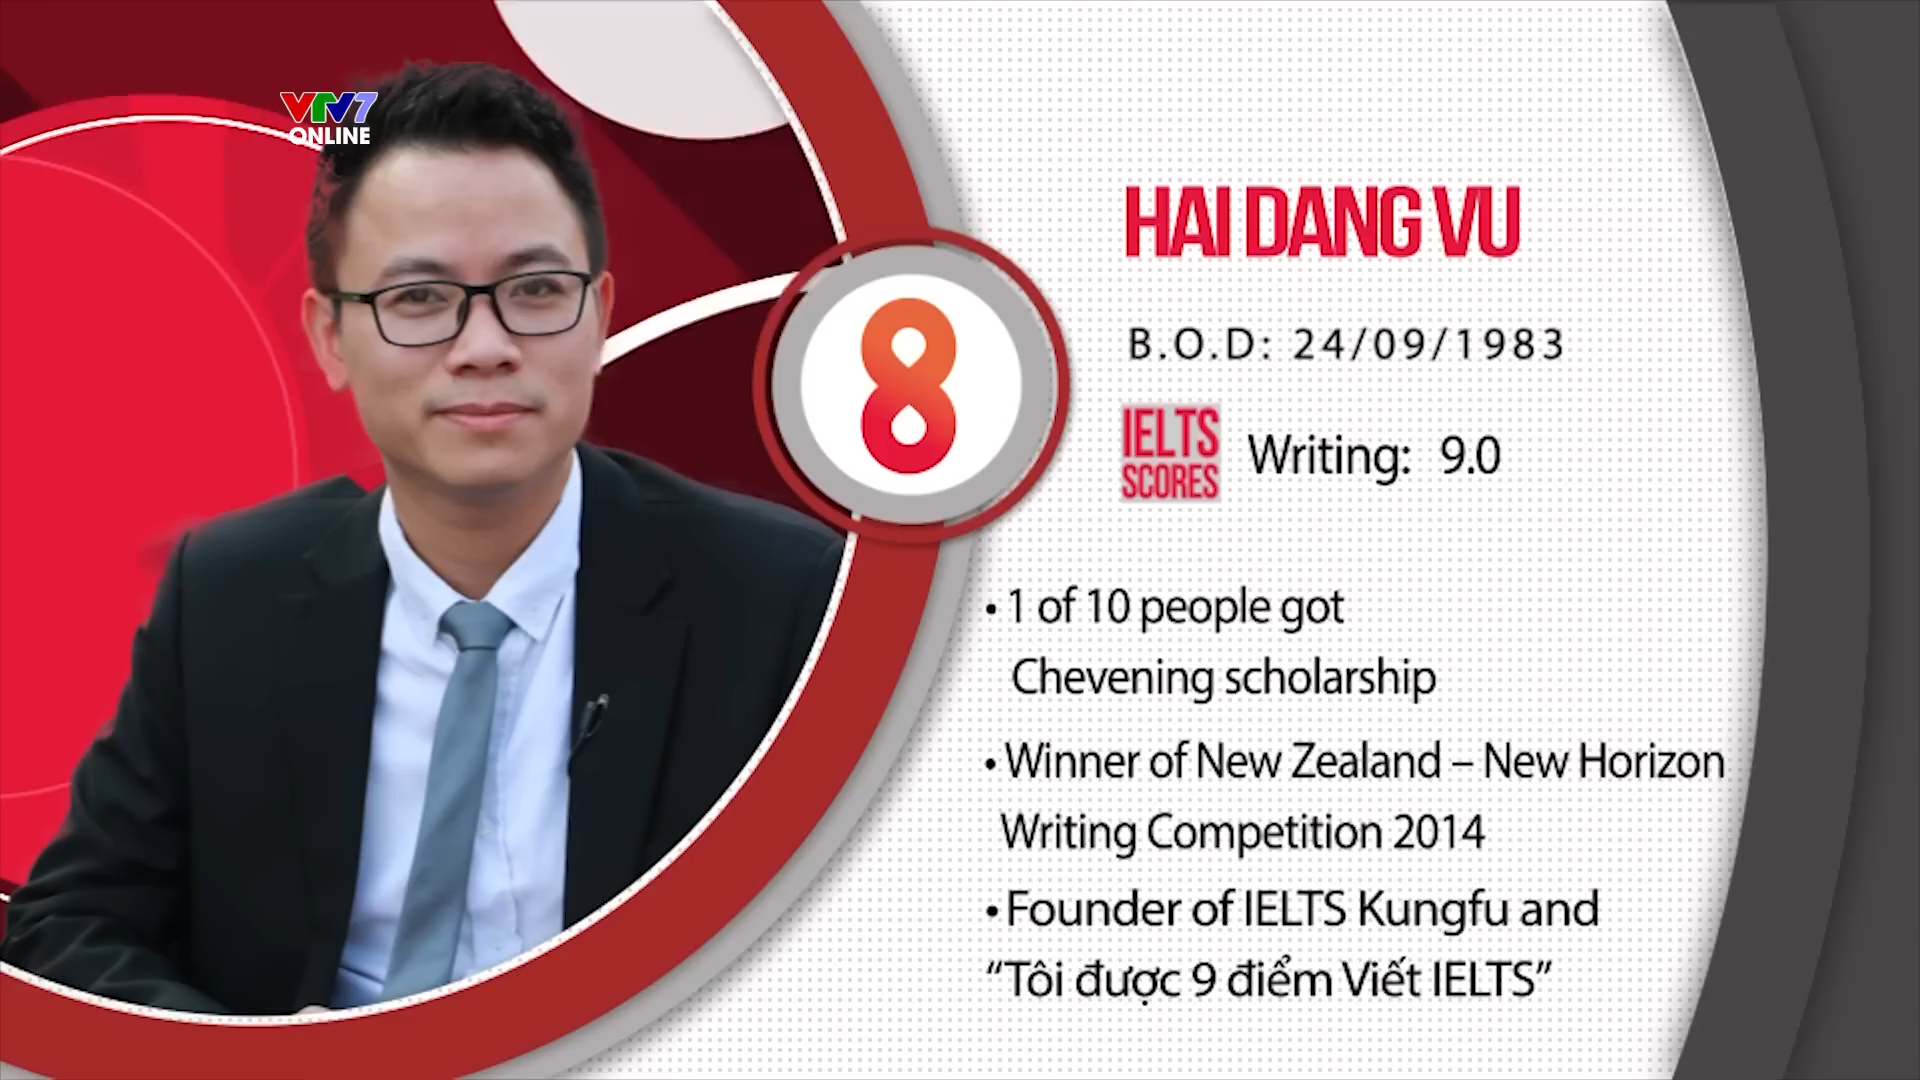 VTV7
ONLINE
8
HAI DANG VU
B.O.D: 24/09/1983
IELTS
SCORES
Writing: 9.0
• 1 of 10 people got
Chevening scholarship
• Winner of New Zealand – New Horizon
Writing Competition 2014
• Founder of IELTS Kungfu and
“Tôi được 9 điểm Viết IELTS”